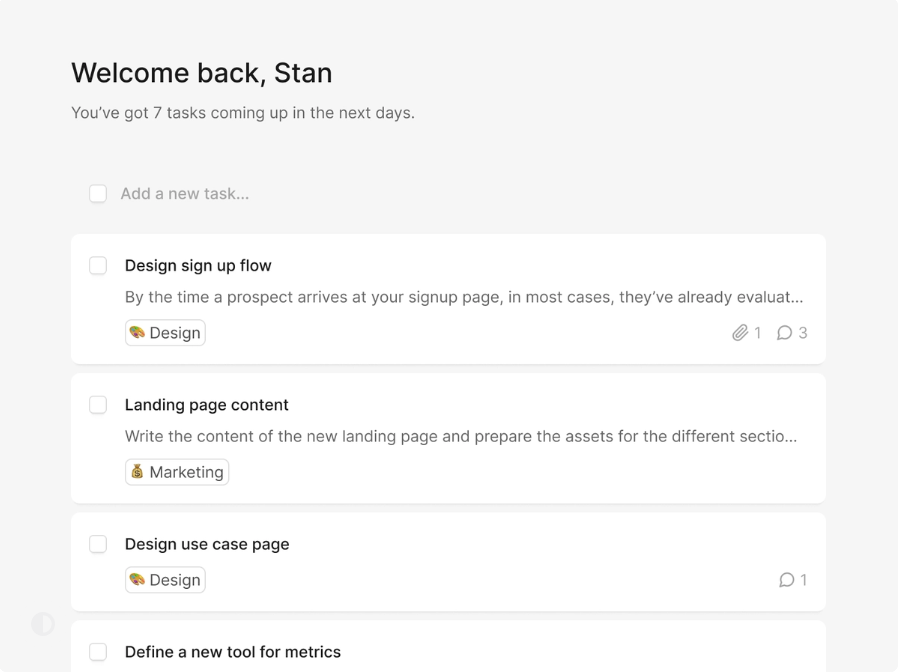 Welcome back, Stan
You’ve got 7 tasks coming up in the next days.
Add a new task...
Design sign up flow
By the time a prospect arrives at your signup page, in most cases, they’ve already evaluat...
Design
1 3
Landing page content
Write the content of the new landing page and prepare the assets for the different sectio...
Marketing
Design use case page
Design
1
Define a new tool for metrics